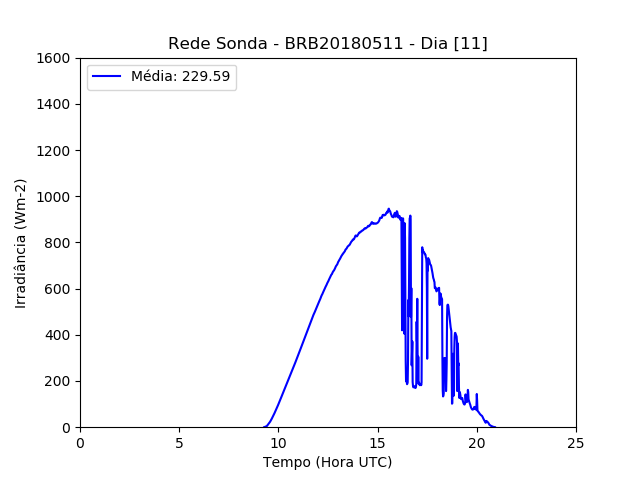 Rede Sonda - BRB20180511 - Dia [11]
Média: 229.59
1600
1400
1200
1000
800
600
400
200
0
Irradiância (Wm-2)
0 5 10 15 20 25
Tempo (Hora UTC)